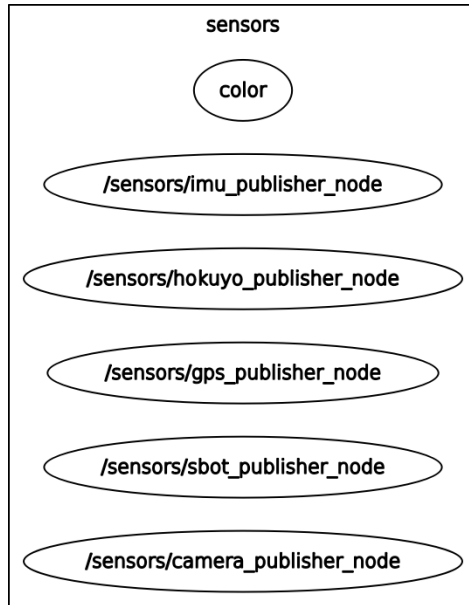 sensors
color
/sensors/imu_publisher_node
/sensors/hokuyo_publisher_node
/sensors/gps_publisher_node
/sensors/sbot_publisher_node
/sensors/camera_publisher_node